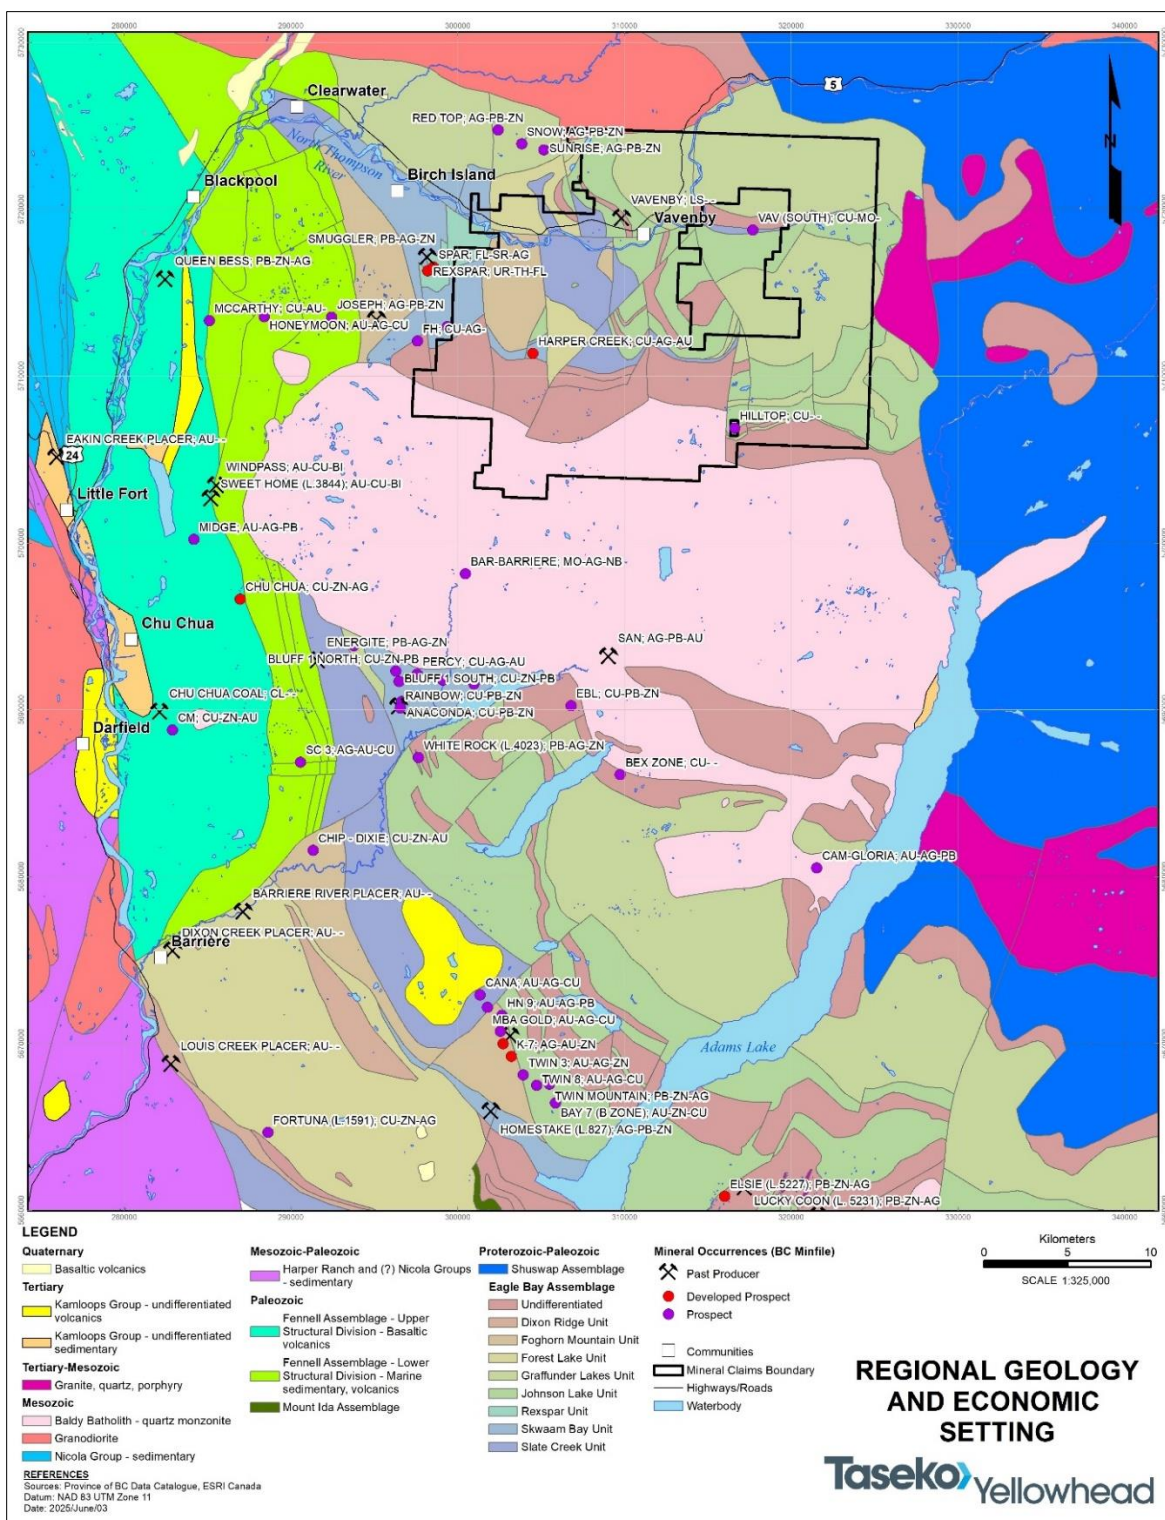 280000 290000 300000 310000 320000 330000 340000
5730000
5730000
5
Clearwater
RED TOP; AG-PB-ZN
SNOW; AG-PB-ZN
SUNRISE; AG-PB-ZN
N
North Thompson
River
Birch Island
Blackpool
5720000
VAVENBY; LS- -
Vavenby
VAV (SOUTH); CU-MO-
SMUGGLER; PB-AG-ZN
SPAR; FL-SR-AG
REXSPAR; UR-TH-FL
QUEEN BESS; PB-ZN-AG
MCCARTHY; CU-AU-
JOSEPH; AG-PB-ZN
HONEYMOON; AU-AG-CU
FH; CU-AG-
HARPER CREEK; CU-AG-AU
5710000
HILLTOP; CU- -
EAKIN CREEK PLACER; AU- -
24
WINDPASS; AU-CU-BI
SWEET HOME (L.3844); AU-CU-BI
Little Fort
MIDGE; AU-AG-PB
5700000
BAR-BARRIERE; MO-AG-NB
CHU CHUA; CU-ZN-AG
Chu Chua
ENERGITE; PB-AG-ZN
SAN; AG-PB-AU
BLUFF 1 NORTH; CU-ZN-PB
PERCY; CU-AG-AU
BLUFF 1 SOUTH; CU-ZN-PB
CHU CHUA COAL; CL- -
RAINBOW; CU-PB-ZN
EBL; CU-PB-ZN
5690000
ANACONDA; CU-PB-ZN
CM; CU-ZN-AU
Darfield
SC 3; AG-AU-CU
WHITE ROCK (L.4023); PB-AG-ZN
BEX ZONE; CU- -
CHIP - DIXIE; CU-ZN-AU
CAM-GLORIA; AU-AG-PB
5680000
BARRIERE RIVER PLACER; AU- -
DIXON CREEK PLACER; AU- -
Barriere
CANA; AU-AG-CU
HN 9; AU-AG-PB
MBA GOLD; AU-AG-CU
K-7; AG-AU-ZN
Adams Lake
5670000
LOUIS CREEK PLACER; AU- -
TWIN 3; AU-AG-ZN
TWIN 8; AU-AG-CU
TWIN MOUNTAIN; PB-ZN-AG
BAY 7 (B ZONE); AU-ZN-CU
FORTUNA (L.1591); CU-ZN-AG
HOMESTAKE (L.827); AG-PB-ZN
ELSIE (L.5227); PB-ZN-AG
LUCKY COON (L. 5231); PB-ZN-AG
5660000
280000 290000 300000 310000 320000 330000 340000
LEGEND
Quaternary
Basaltic volcanics
Tertiary
Kamloops Group - undifferentiated
volcanics
Kamloops Group - undifferentiated
sedimentary
Tertiary-Mesozoic
Granite, quartz, porphyry
Mesozoic
Baldy Batholith - quartz monzonite
Granodiorite
Nicola Group - sedimentary
Mesozoic-Paleozoic
Harper Ranch and (?) Nicola Groups
- sedimentary
Paleozoic
Fennell Assemblage - Upper
Structural Division - Basaltic
volcanics
Fennell Assemblage - Lower
Structural Division - Marine
sedimentary, volcanics
Mount Ida Assemblage
Proterozoic-Paleozoic
Shuswap Assemblage
Eagle Bay Assemblage
Undifferentiated
Dixon Ridge Unit
Foghorn Mountain Unit
Forest Lake Unit
Graffunder Lakes Unit
Johnson Lake Unit
Rexspar Unit
Skwaam Bay Unit
Slate Creek Unit
Mineral Occurrences (BC Minfile)
Past Producer
Developed Prospect
Prospect
Communities
Mineral Claims Boundary
Highways/Roads
Waterbody
Kilometers
0 5 10
SCALE 1:325,000
REGIONAL GEOLOGY
AND ECONOMIC
SETTING
Taseko Yellowhead
REFERENCES
Sources: Province of BC Data Catalogue, ESRI Canada
Datum: NAD 83 UTM Zone 11
Date: 2025/June/03